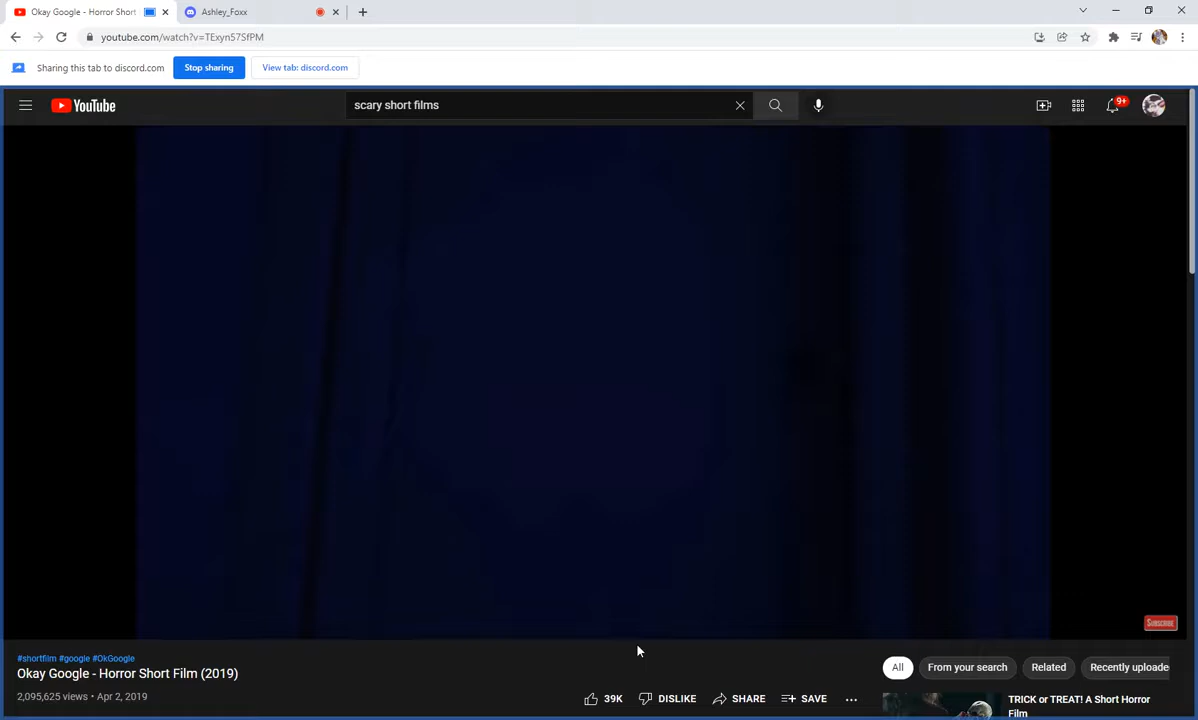 Okay Google - Horror Short
Ashley_Foxx
youtube.com/watch?v=TExyn57SfPM
Sharing this tab to discord.com
Stop sharing
View tab: discord.com
YouTube
scary short films
9+
SUBSCRIBE
#shortfilm #google #OkGoogle
Okay Google - Horror Short Film (2019)
2,095,625 views • Apr 2, 2019
39K
DISLIKE
SHARE
SAVE
All
From your search
Related
Recently uploade
TRICK or TREAT! A Short Horror
Film